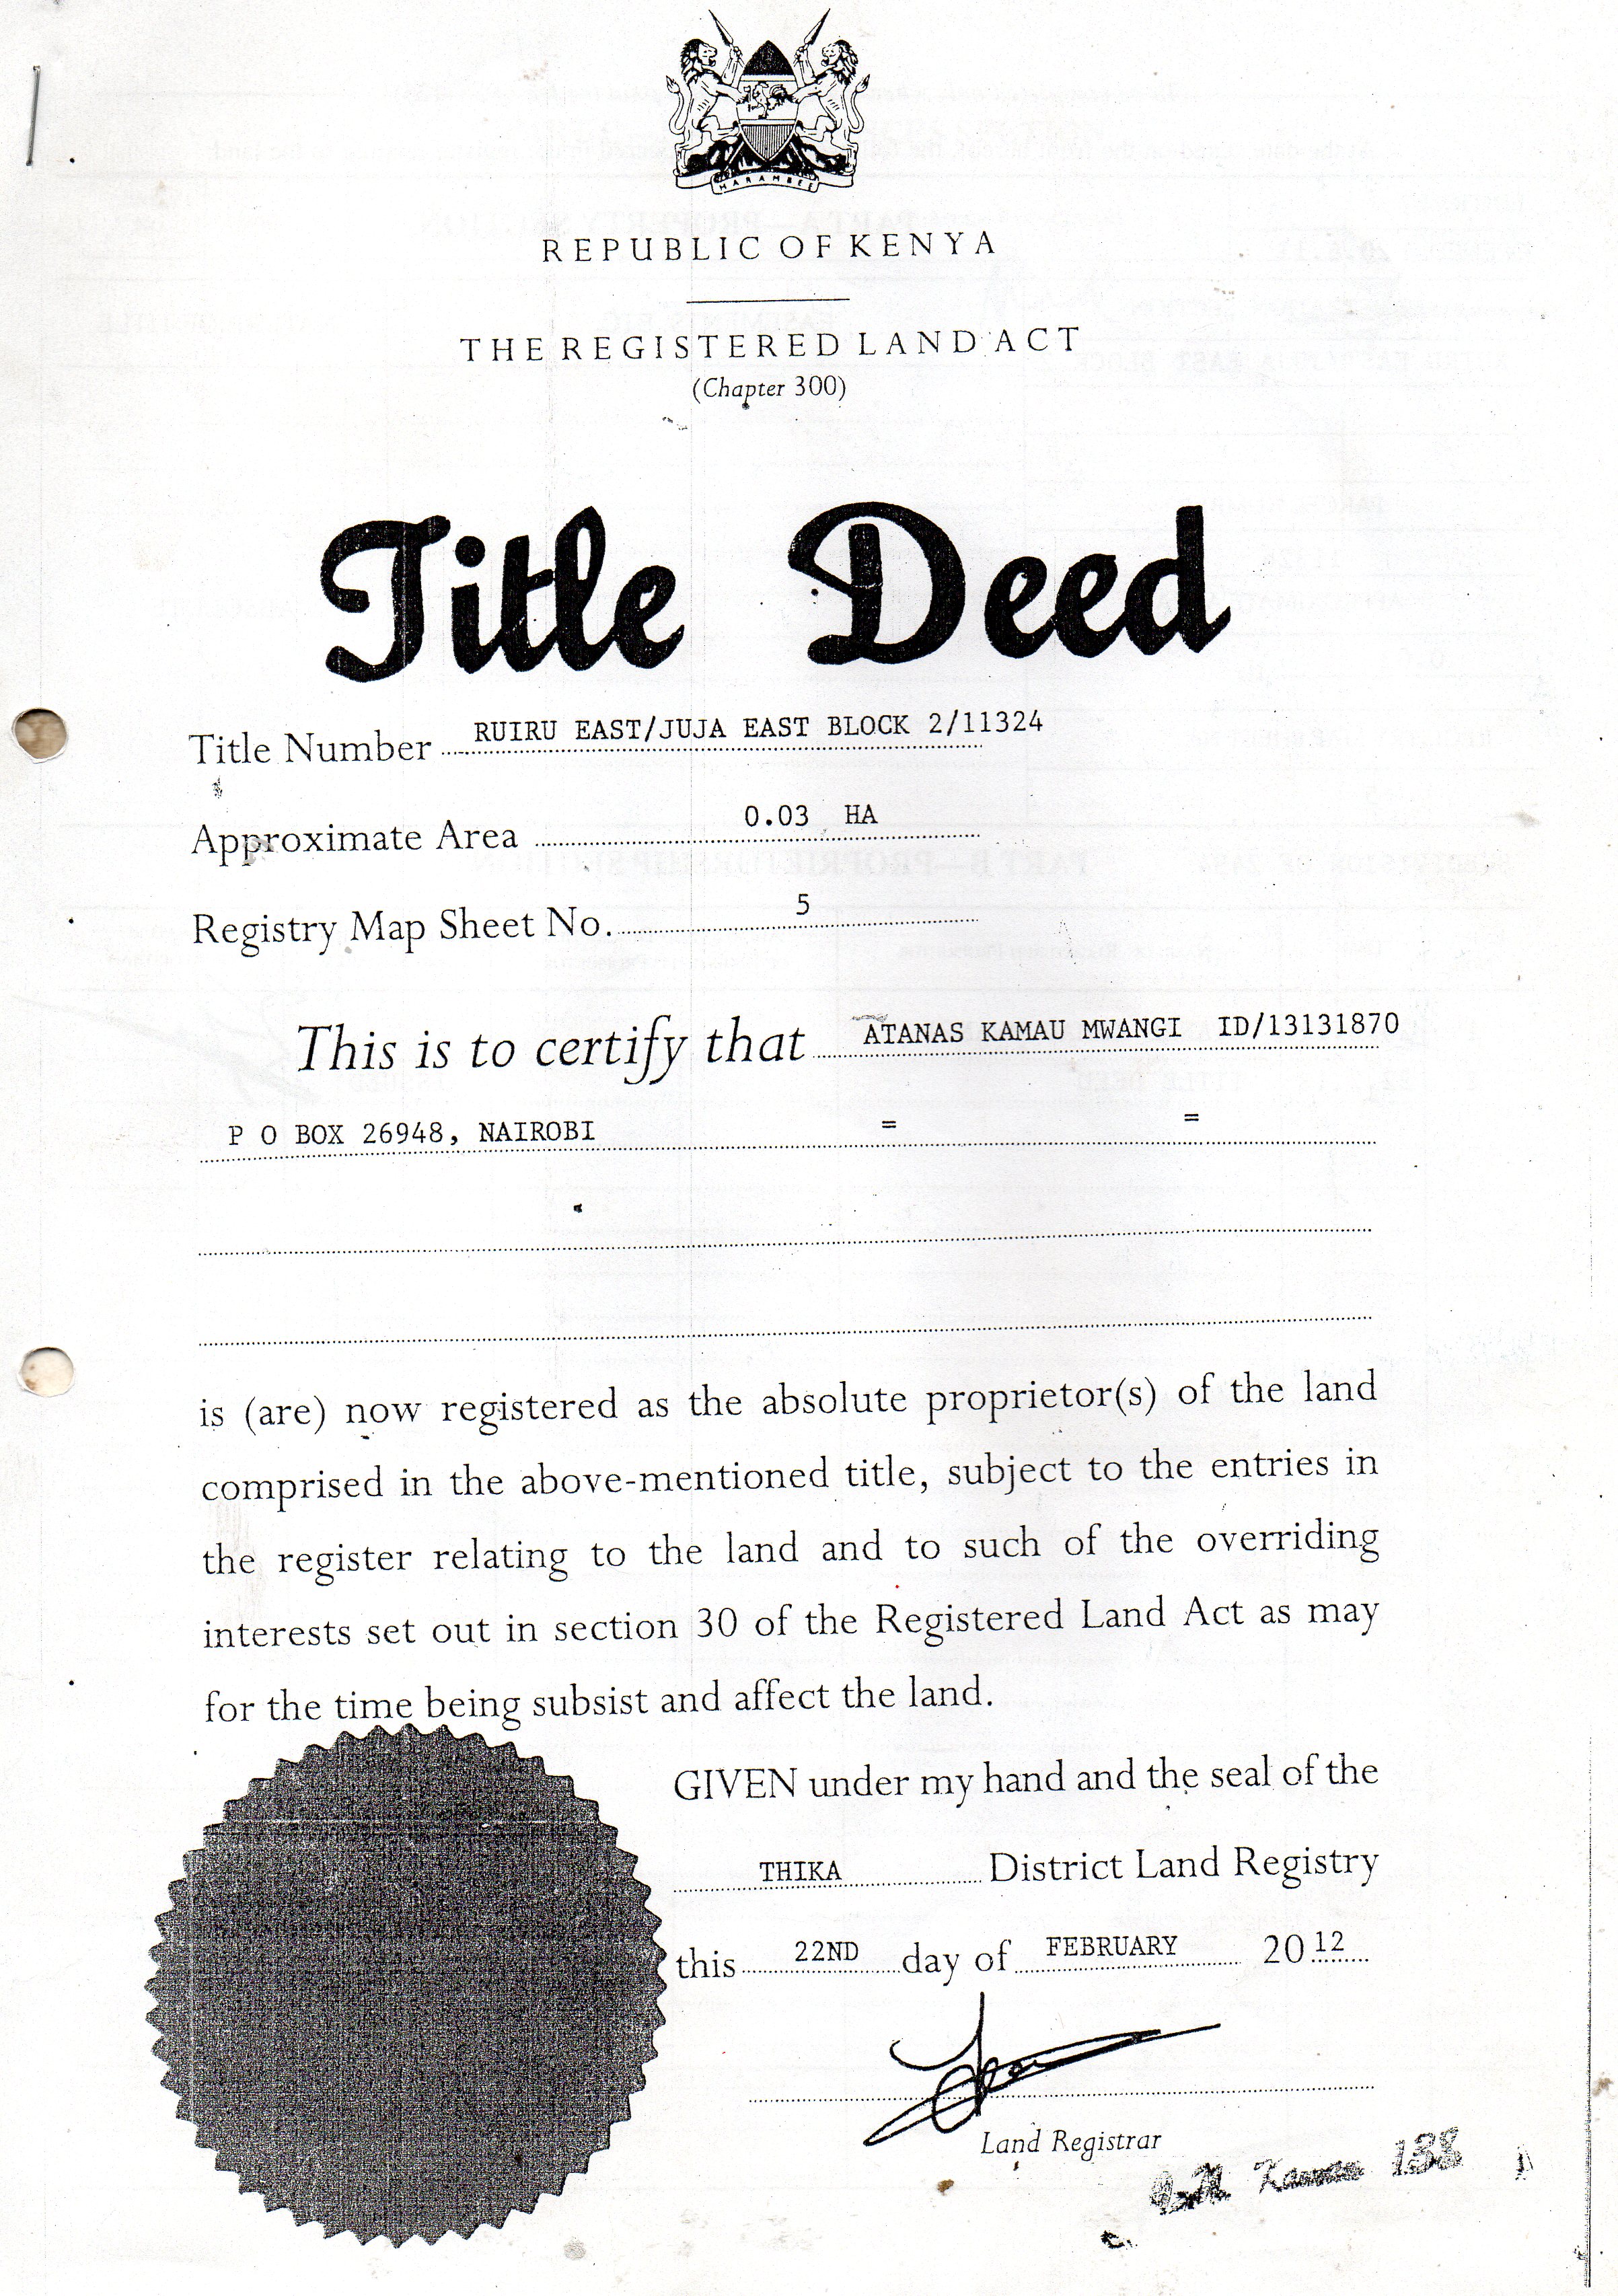 HARAMBEE
REPUBLIC OF KENYA
THE REGISTERED LAND ACT
(Chapter 300)
Title Deed
Title Number RUIRU EAST/JUJA EAST BLOCK 2/11324
Approximate Area 0.03 HA
Registry Map Sheet No. 5
This is to certify that ATANAS KAMAU MWANGI ID/13131870
P O BOX 26948, NAIROBI = =
is (are) now registered as the absolute proprietor(s) of the land
comprised in the above-mentioned title, subject to the entries in
the register relating to the land and to such of the overriding
interests set out in section 30 of the Registered Land Act as may
for the time being subsist and affect the land.
GIVEN under my hand and the seal of the
THIKA District Land Registry
this 22ND day of FEBRUARY 2012
Land Registrar
138